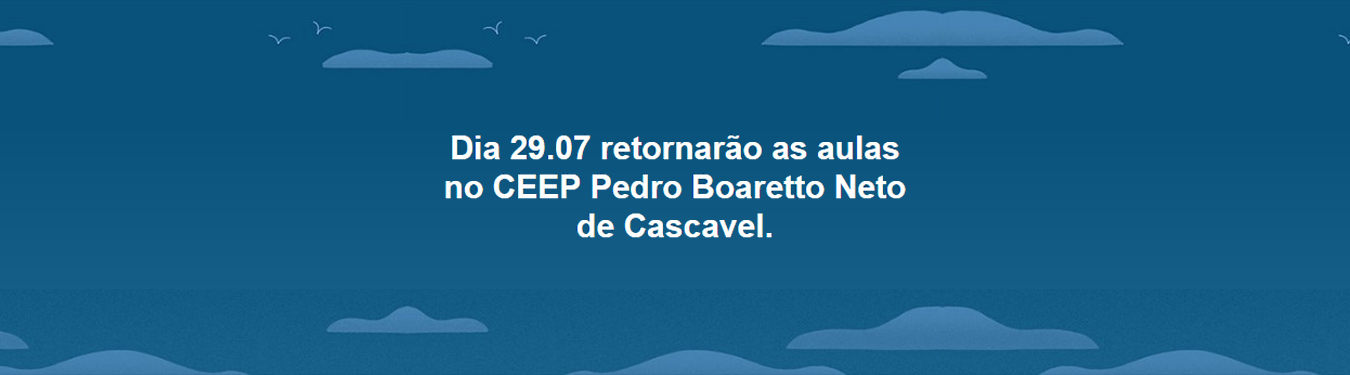 Dia 29.07 retornarão as aulas
no CEEP Pedro Boaretto Neto
de Cascavel.